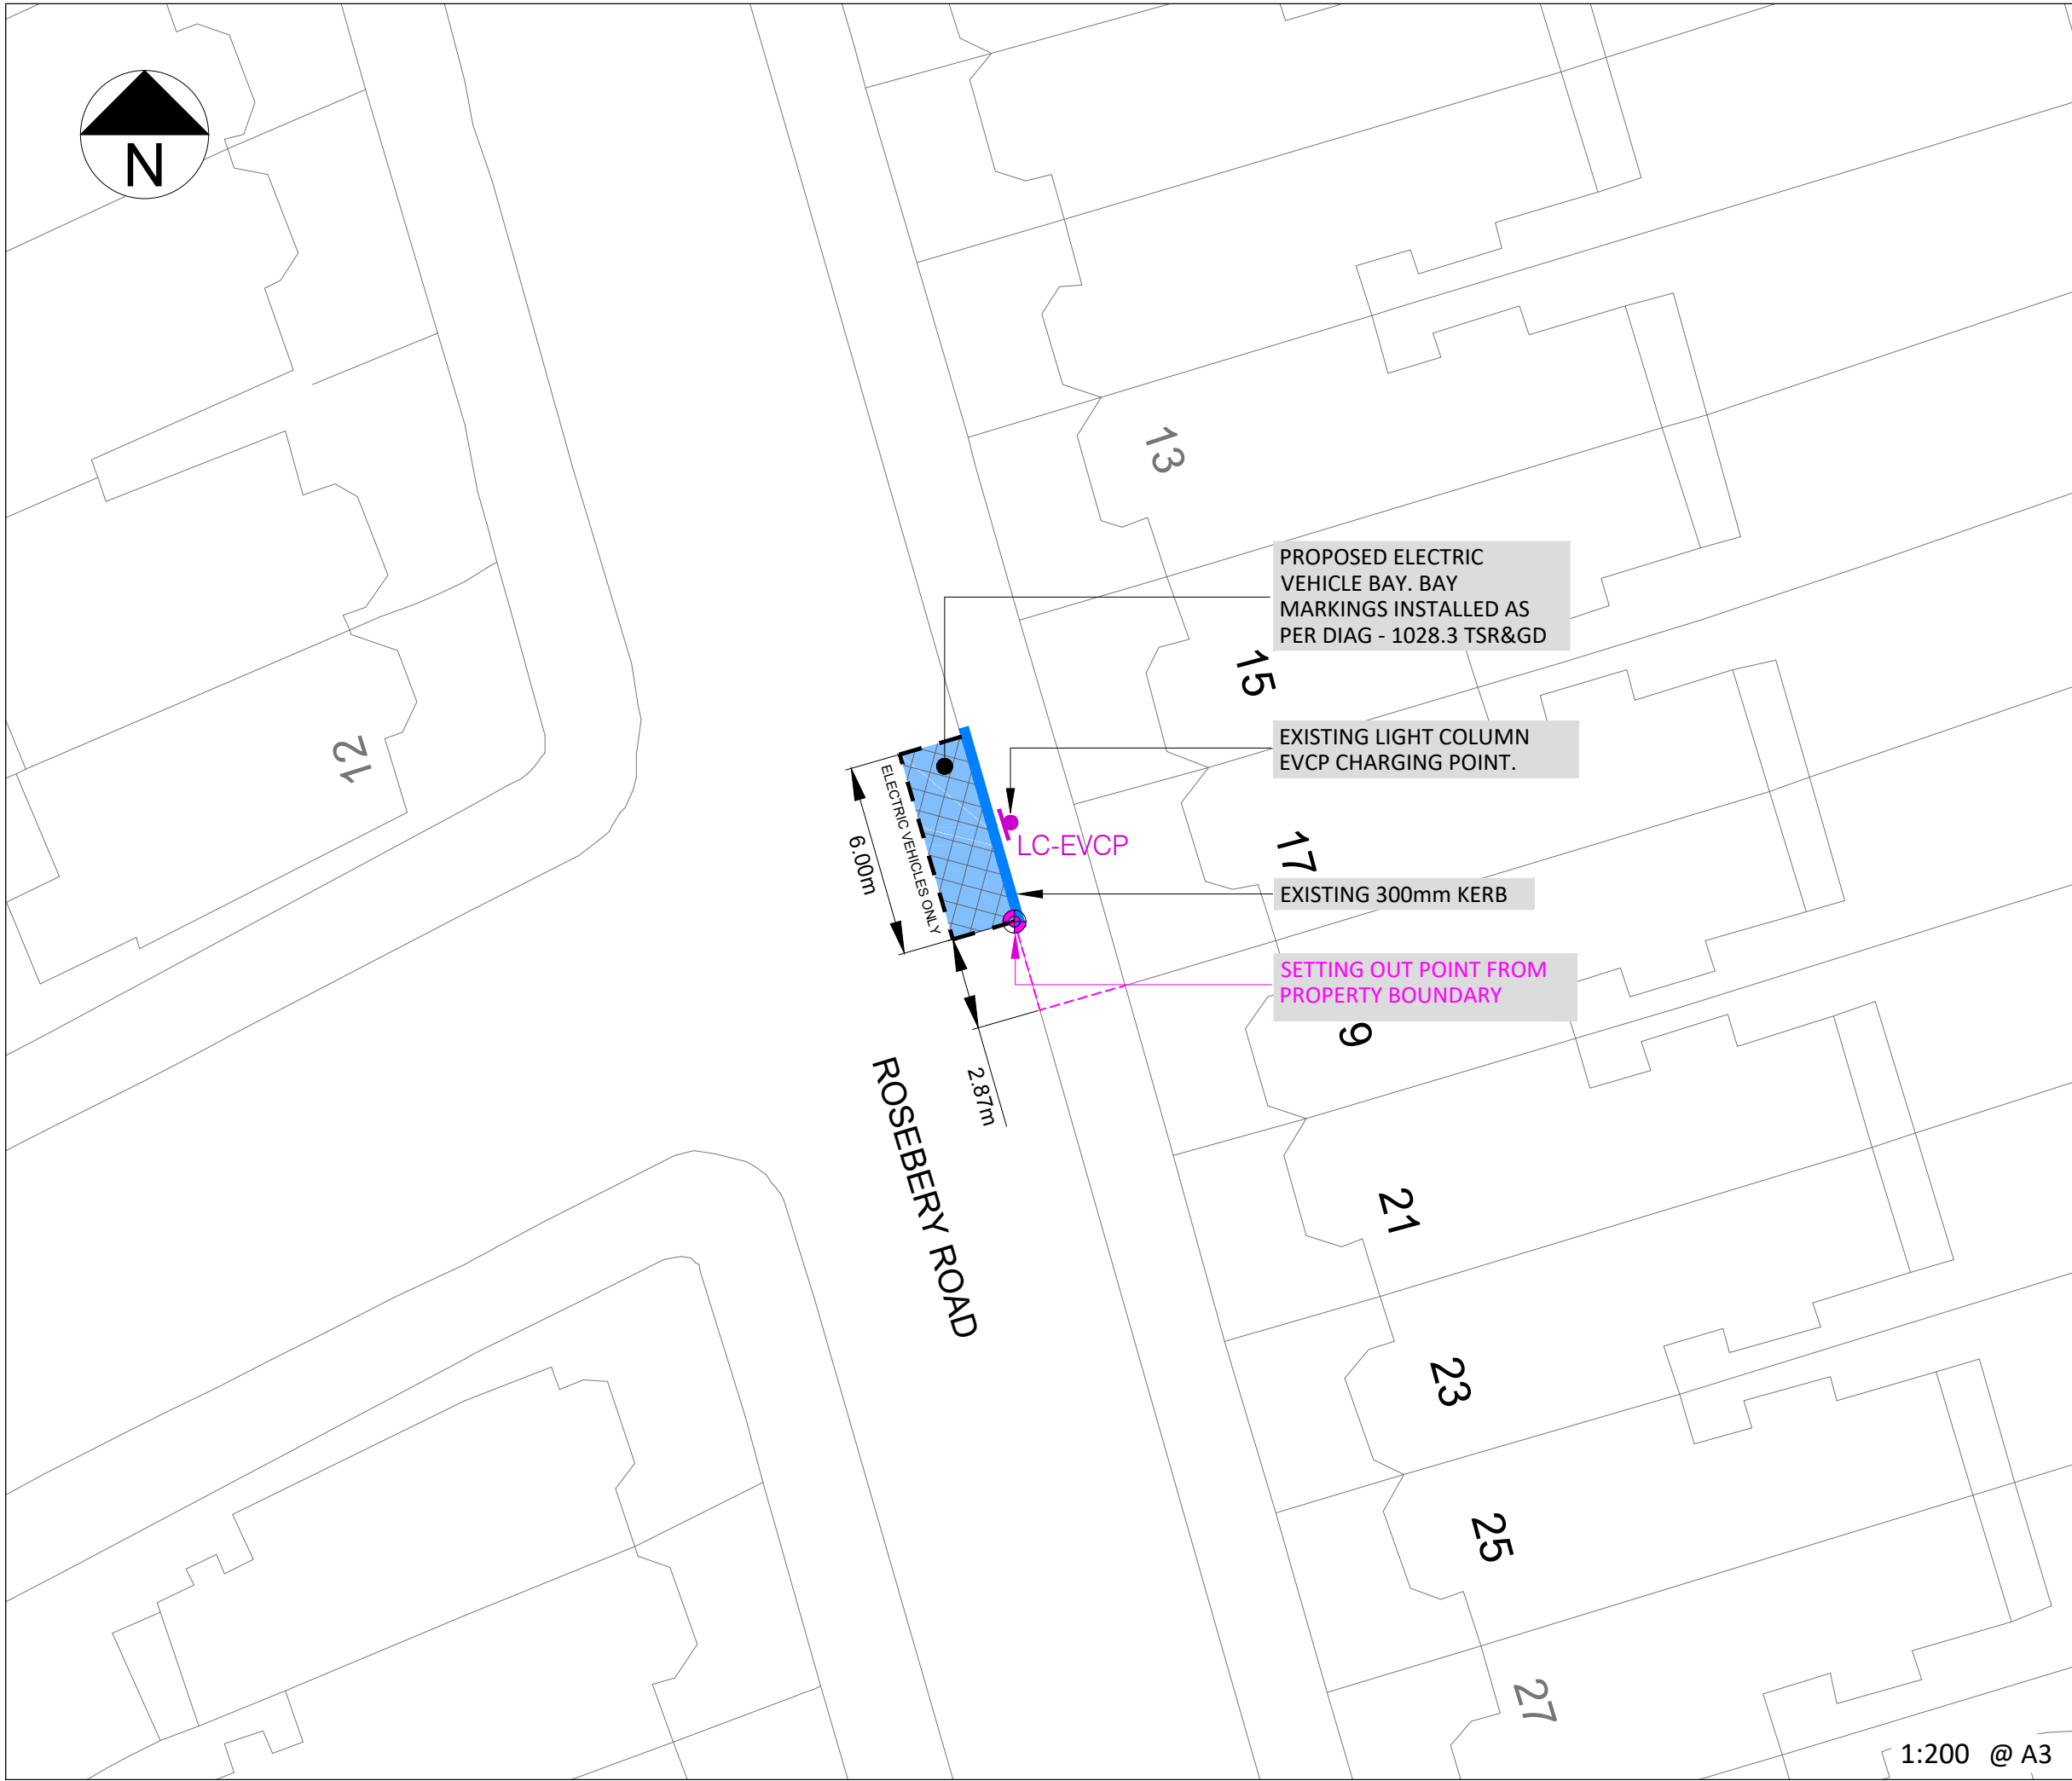 N
13
PROPOSED ELECTRIC
VEHICLE BAY. BAY
MARKINGS INSTALLED AS
PER DIAG - 1028.3 TSR&GD
15
12
EXISTING LIGHT COLUMN
EVCP CHARGING POINT.
ELECTRIC VEHICLES ONLY
6.00m
LC-EVCP
17
EXISTING 300mm KERB
SETTING OUT POINT FROM
PROPERTY BOUNDARY
9
2.87m
ROSEBERY ROAD
21
23
25
27
1:200 @ A3